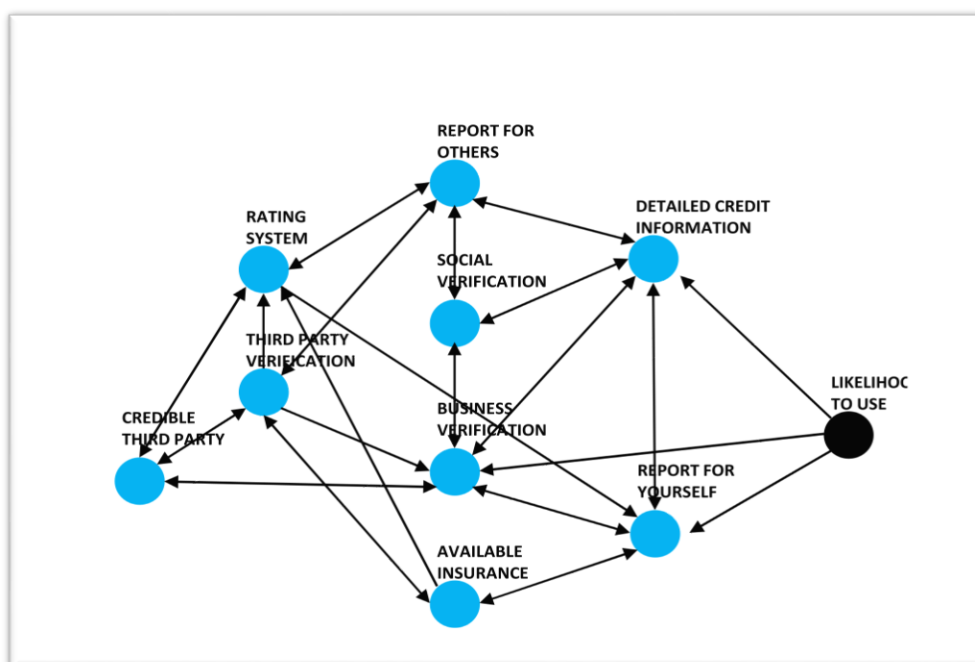 REPORT FOR
OTHERS
RATING
SYSTEM
DETAILED CREDIT
INFORMATION
SOCIAL
VERIFICATION
THIRD PARTY
VERIFICATION
LIKELIHOC
TO USE
CREDIBLE
THIRD PARTY
BUSINESS
VERIFICATION
REPORT FOR
YOURSELF
AVAILABLE
INSURANCE